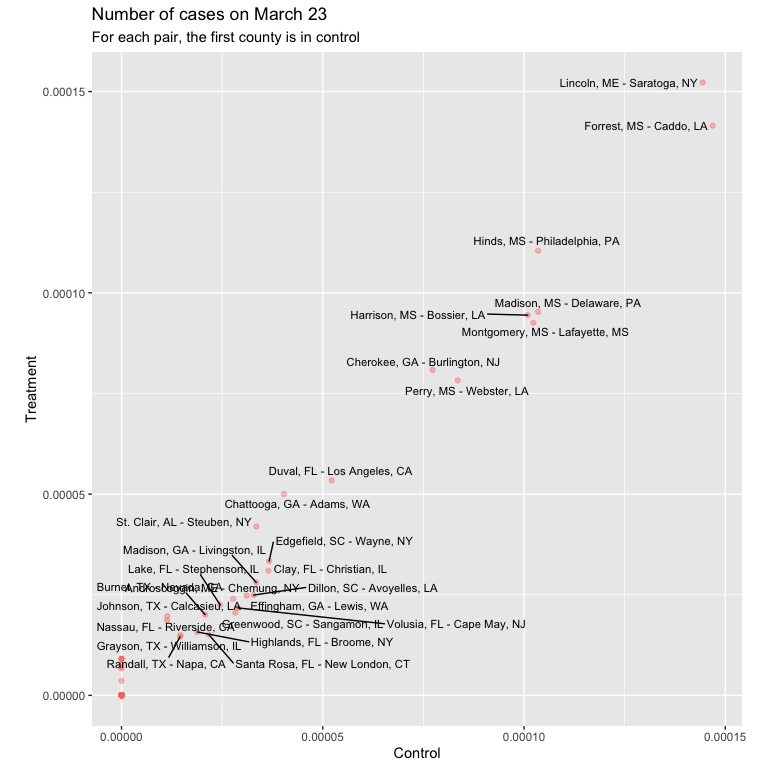 Number of cases on March 23
For each pair, the first county is in control
Treatment
0.00015
0.00010
0.00005
0.00000
Lincoln, ME - Saratoga, NY
Forrest, MS - Caddo, LA
Hinds, MS - Philadelphia, PA
Madison, MS - Delaware, PA
Harrison, MS - Bossier, LA
Montgomery, MS - Lafayette, MS
Cherokee, GA - Burlington, NJ
Perry, MS - Webster, LA
Duval, FL - Los Angeles, CA
Chattooga, GA - Adams, WA
St. Clair, AL - Steuben, NY
Edgefield, SC - Wayne, NY
Madison, GA - Livingston, IL
Lake, FL - Stephenson, IL
Clay, FL - Christian, IL
Burnet, TX - Nevada, CA
Androscoggin, ME - Chemung, NY
Dillon, SC - Avoyelles, LA
Johnson, TX - Calcasieu, LA
Effingham, GA - Lewis, WA
Nassau, FL - Riverside, CA
Greenwood, SC - Sangamon, IL
Volusia, FL - Cape May, NJ
Grayson, TX - Williamson, IL
Highlands, FL - Broome, NY
Randall, TX - Napa, CA
Santa Rosa, FL - New London, CT
0.00000
0.00005
0.00010
0.00015
Control